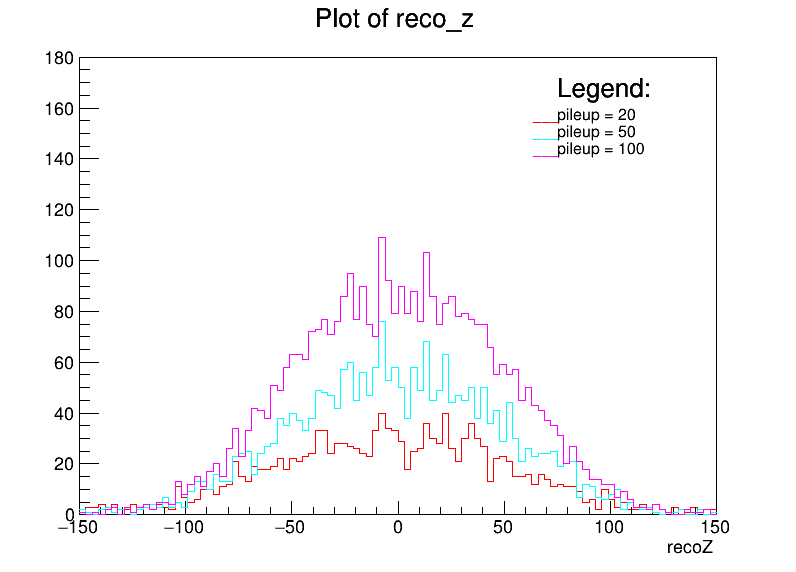 Plot of reco_z
Legend:
pileup = 20
pileup = 50
pileup = 100
180
160
140
120
100
80
60
40
20
0
−150 −100 −50 0 50 100 150
recoZ